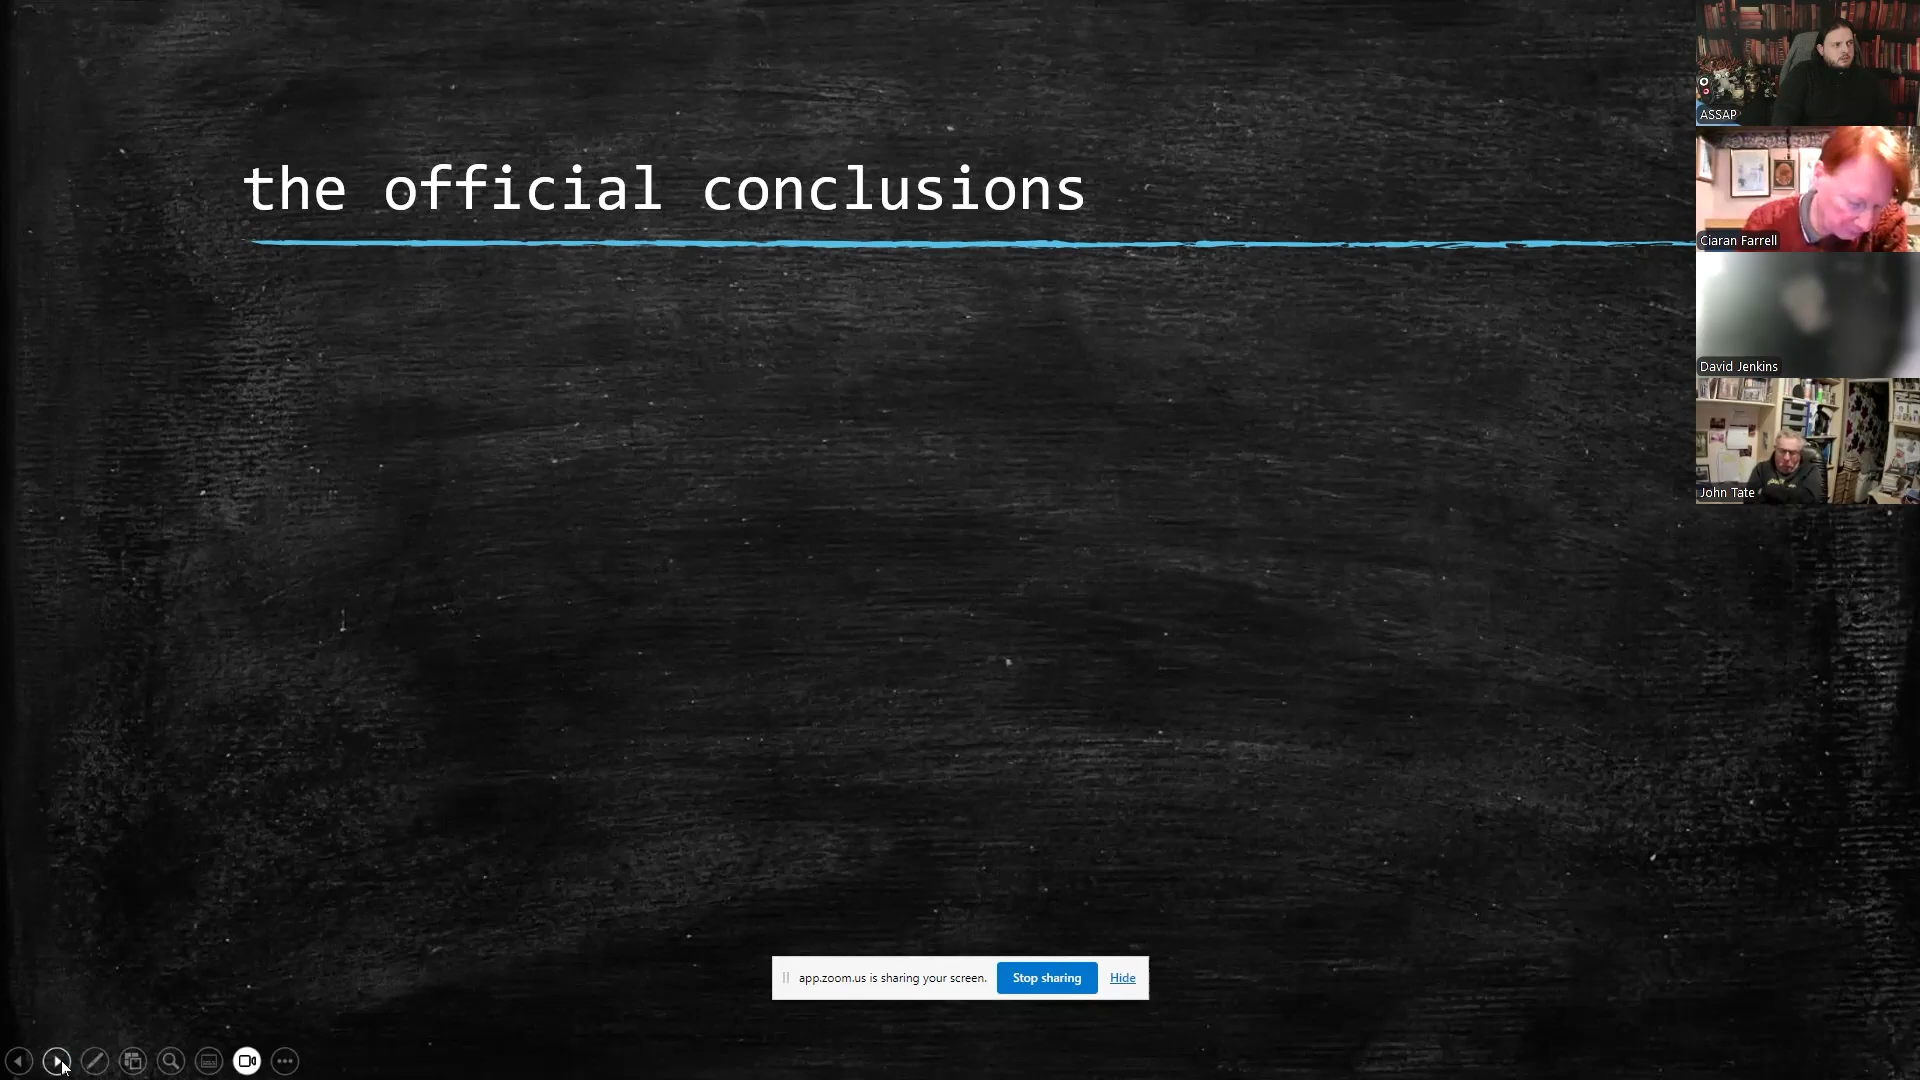 the official conclusions
ASSAP
Ciaran Farrell
David Jenkins
John Tate
app.zoom.us is sharing your screen.
Stop sharing
Hide